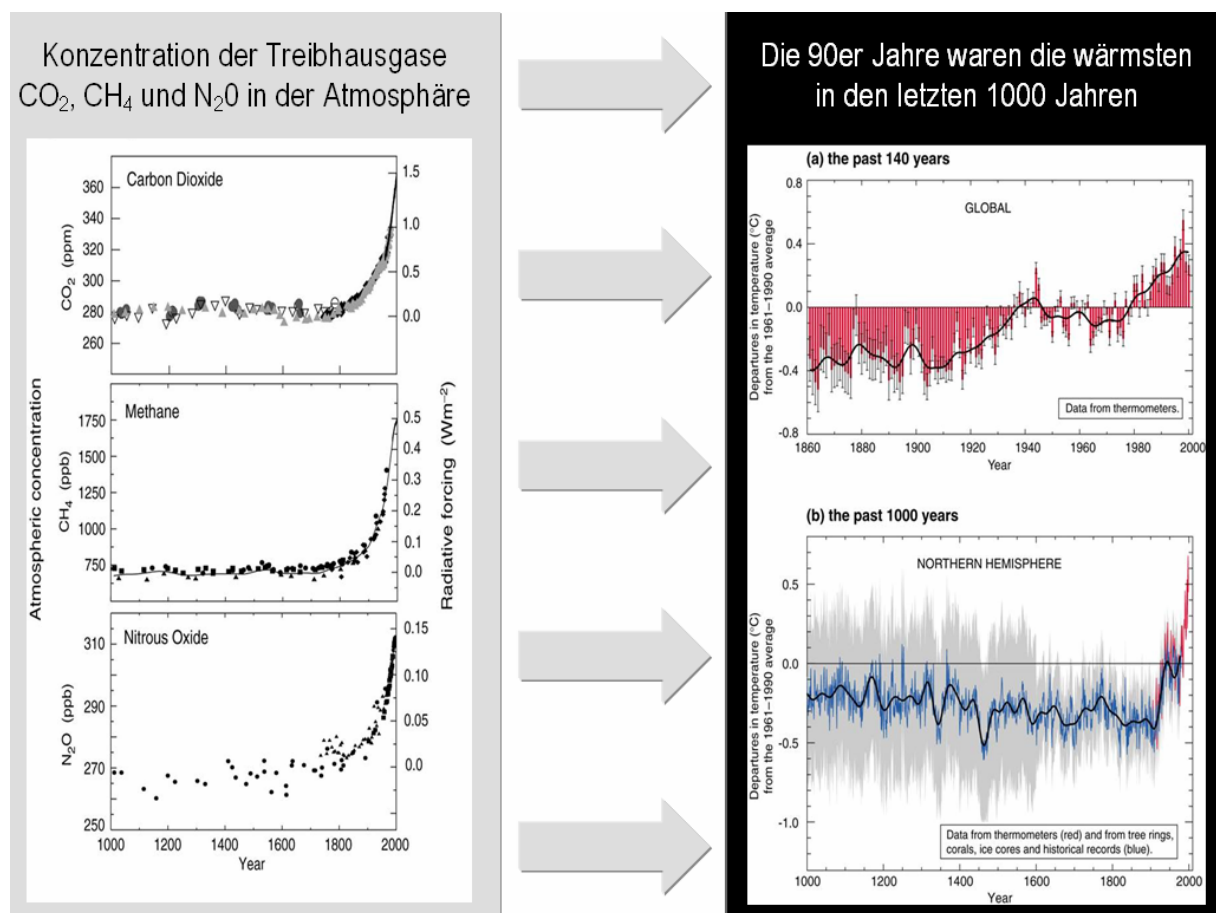 Konzentration der Treibhausgase
CO₂, CH₄ und N₂0 in der Atmosphäre
Carbon Dioxide
360
340
320
300
280
260
CO₂ (ppm)
1.5
1.0
0.5
0.0
Methane
1750
1500
1250
1000
750
CH₄ (ppb)
0.5
0.4
0.3
0.2
0.1
0.0
Atmospheric concentration
Radiative forcing (Wm⁻²)
Nitrous Oxide
310
290
270
250
N₂O (ppb)
0.15
0.10
0.05
0.0
1000 1200 1400 1600 1800 2000
Year
Die 90er Jahre waren die wärmsten
in den letzten 1000 Jahren
(a) the past 140 years
GLOBAL
Departures in temperature (°C)
from the 1961–1990 average
0.8
0.4
0.0
-0.4
-0.8
Data from thermometers.
1860 1880 1900 1920 1940 1960 1980 2000
Year
(b) the past 1000 years
NORTHERN HEMISPHERE
Departures in temperature (°C)
from the 1961–1990 average
0.5
0.0
-0.5
-1.0
Data from thermometers (red) and from tree rings,
corals, ice cores and historical records (blue).
1000 1200 1400 1600 1800 2000
Year